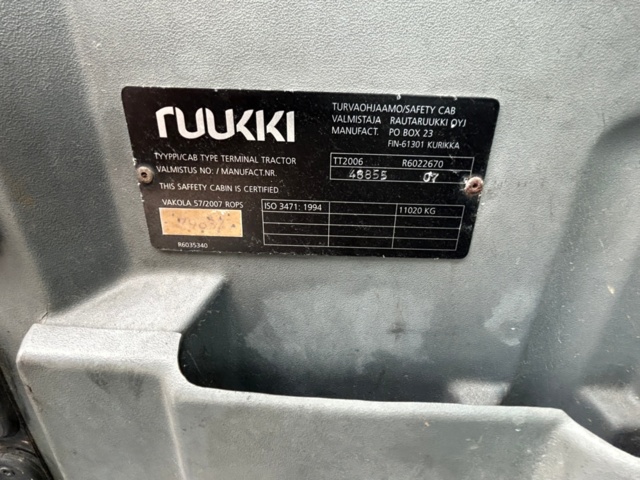 RUUKKI
TURVAOHJAAMO/SAFETY CAB
VALMISTAJA RAUTARUUKKI OYJ
MANUFACT. PO BOX 23
FIN-61301 KURIKKA
TYYPPI/CAB TYPE TERMINAL TRACTOR TT2006 R6022670
VALMISTUS NO: / MANUFACT.NR. 48855 07
THIS SAFFETY CABIN IS CERTIFIED
VAKOLA 57/2007 ROPS ISO 3471: 1994 11020 KG
R6035340